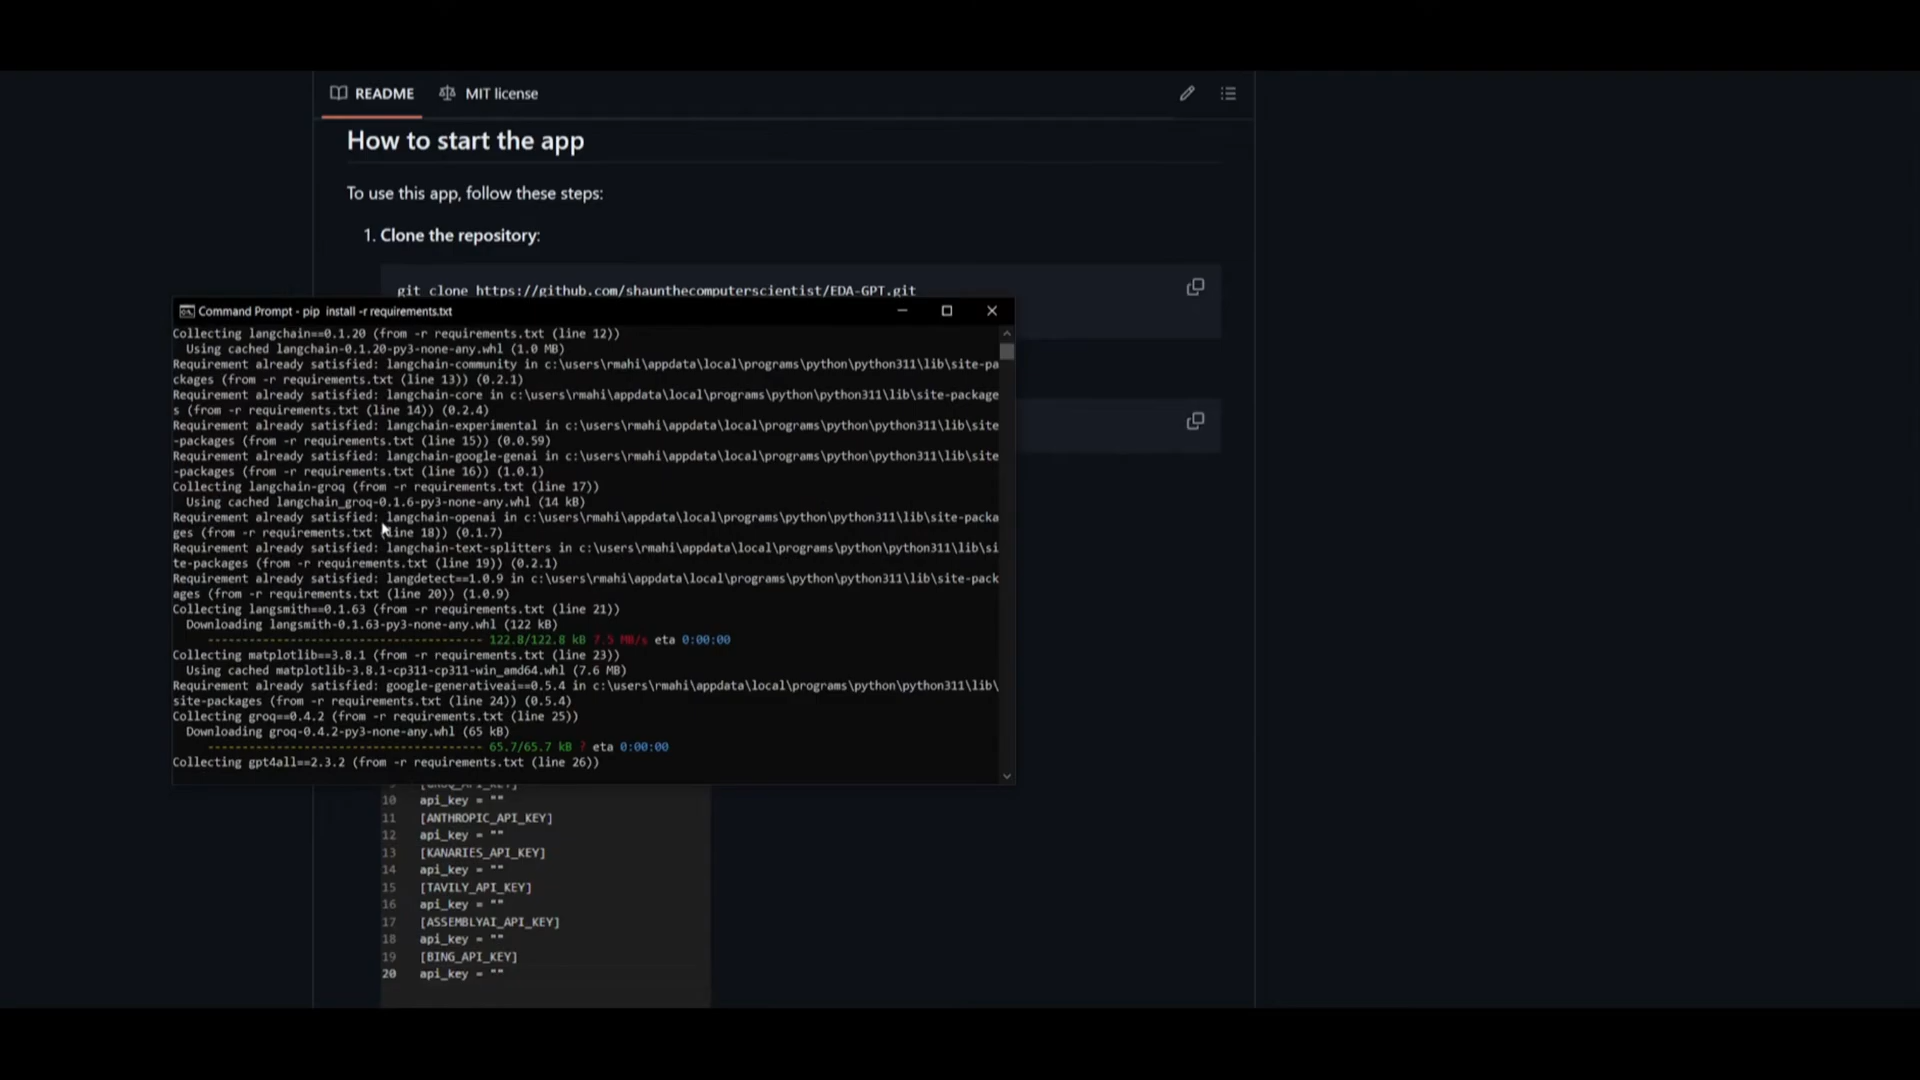 README
MIT license
How to start the app
To use this app, follow these steps:
1. Clone the repository:
git clone https://github.com/shaunthecomputerscientist/EDA-GPT.git
Command Prompt - pip install -r requirements.txt
Collecting langchain==0.1.20 (from -r requirements.txt (line 12))
Using cached langchain-0.1.20-py3-none-any.whl (1.0 MB)
Requirement already satisfied: langchain-community in c:\users\rmahi\appdata\local\programs\python\python311\lib\site-pa
ckages (from -r requirements.txt (line 13)) (0.2.1)
Requirement already satisfied: langchain-core in c:\users\rmahi\appdata\local\programs\python\python311\lib\site-package
s (from -r requirements.txt (line 14)) (0.2.4)
Requirement already satisfied: langchain-experimental in c:\users\rmahi\appdata\local\programs\python\python311\lib\site
-packages (from -r requirements.txt (line 15)) (0.0.59)
Requirement already satisfied: langchain-google-genai in c:\users\rmahi\appdata\local\programs\python\python311\lib\site
-packages (from -r requirements.txt (line 16)) (1.0.1)
Collecting langchain-groq (from -r requirements.txt (line 17))
Using cached langchain_groq-0.1.6-py3-none-any.whl (14 kB)
Requirement already satisfied: langchain-openai in c:\users\rmahi\appdata\local\programs\python\python311\lib\site-packa
ges (from -r requirements.txt (line 18)) (0.1.7)
Requirement already satisfied: langchain-text-splitters in c:\users\rmahi\appdata\local\programs\python\python311\lib\si
te-packages (from -r requirements.txt (line 19)) (0.2.1)
Requirement already satisfied: langdetect==1.0.9 in c:\users\rmahi\appdata\local\programs\python\python311\lib\site-pack
ages (from -r requirements.txt (line 20)) (1.0.9)
Collecting langsmith==0.1.63 (from -r requirements.txt (line 21))
Downloading langsmith-0.1.63-py3-none-any.whl (122 kB)
---------------------------------------- 122.8/122.8 kB 7.5 MB/s eta 0:00:00
Collecting matplotlib==3.8.1 (from -r requirements.txt (line 23))
Using cached matplotlib-3.8.1-cp311-cp311-win_amd64.whl (7.6 MB)
Requirement already satisfied: google-generativeai==0.5.4 in c:\users\rmahi\appdata\local\programs\python\python311\lib\
site-packages (from -r requirements.txt (line 24)) (0.5.4)
Collecting groq==0.4.2 (from -r requirements.txt (line 25))
Downloading groq-0.4.2-py3-none-any.whl (65 kB)
---------------------------------------- 65.7/65.7 kB ? eta 0:00:00
Collecting gpt4all==2.3.2 (from -r requirements.txt (line 26))
[GROQ_API_KEY]
10 api_key = ""
11 [ANTHROPIC_API_KEY]
12 api_key = ""
13 [KANARIES_API_KEY]
14 api_key = ""
15 [TAVILY_API_KEY]
16 api_key = ""
17 [ASSEMBLYAI_API_KEY]
18 api_key = ""
19 [BING_API_KEY]
20 api_key = ""